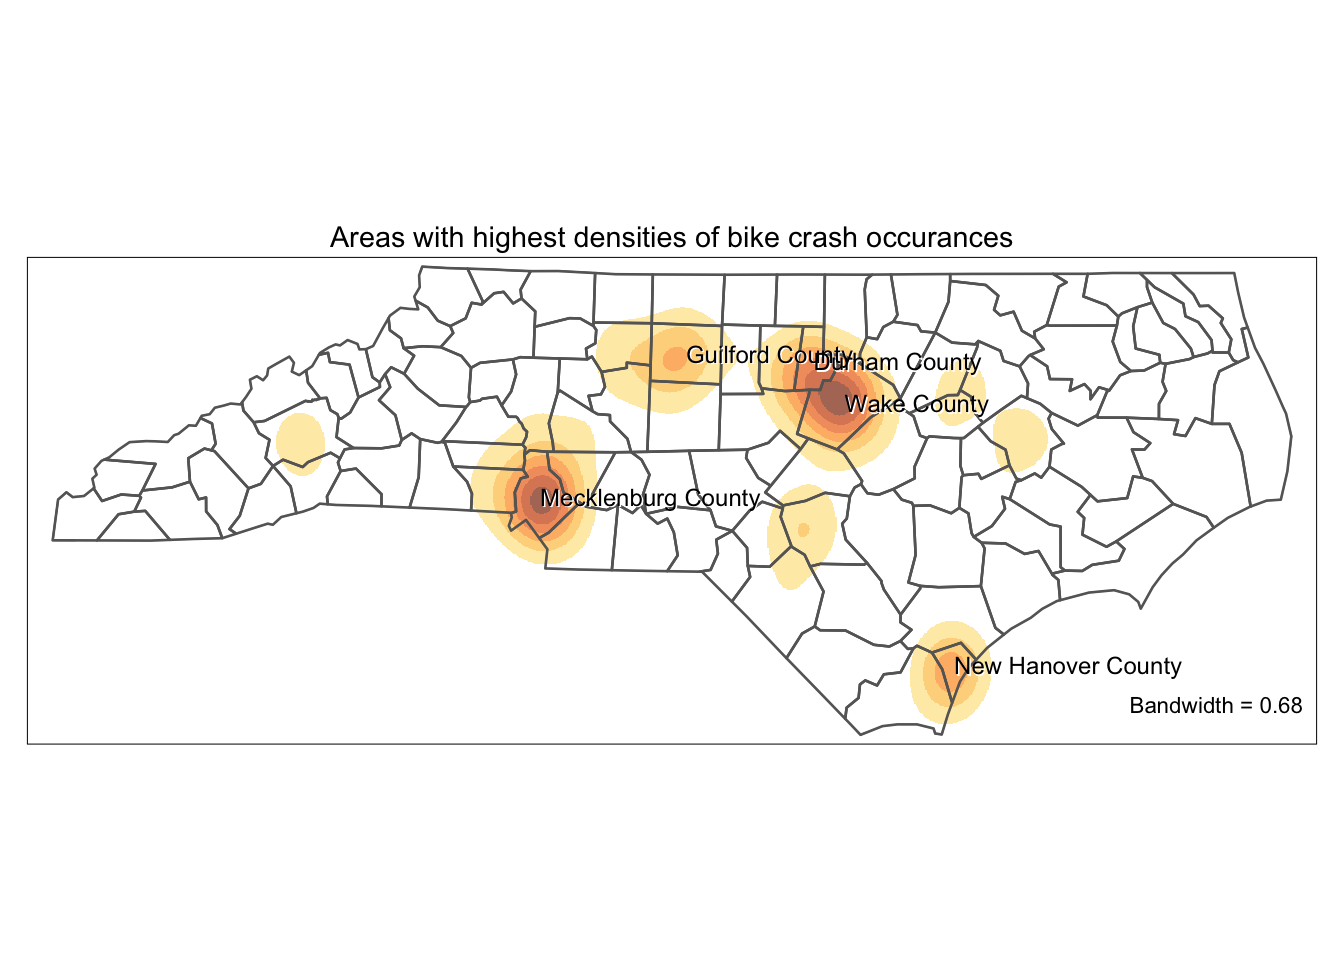 Areas with highest densities of bike crash occurances
Guilford County
Durham County
Wake County
Mecklenburg County
New Hanover County
Bandwidth = 0.68